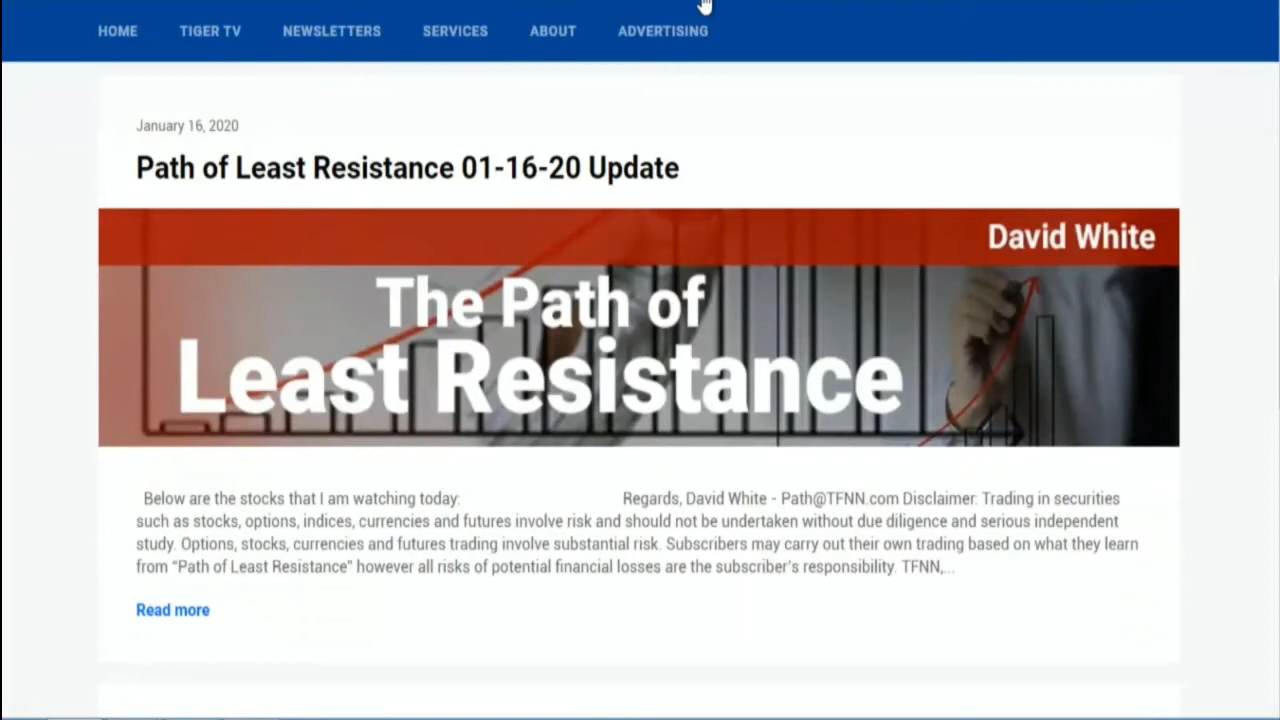 HOME TIGER TV NEWSLETTERS SERVICES ABOUT ADVERTISING
January 16, 2020
Path of Least Resistance 01-16-20 Update
David White
The Path of
Least Resistance
Below are the stocks that I am watching today: Regards, David White - Path@TFNN.com Disclaimer: Trading in securities
such as stocks, options, indices, currencies and futures involve risk and should not be undertaken without due diligence and serious independent
study. Options, stocks, currencies and futures trading involve substantial risk. Subscribers may carry out their own trading based on what they learn
from “Path of Least Resistance” however all risks of potential financial losses are the subscriber’s responsibility. TFNN,...
Read more